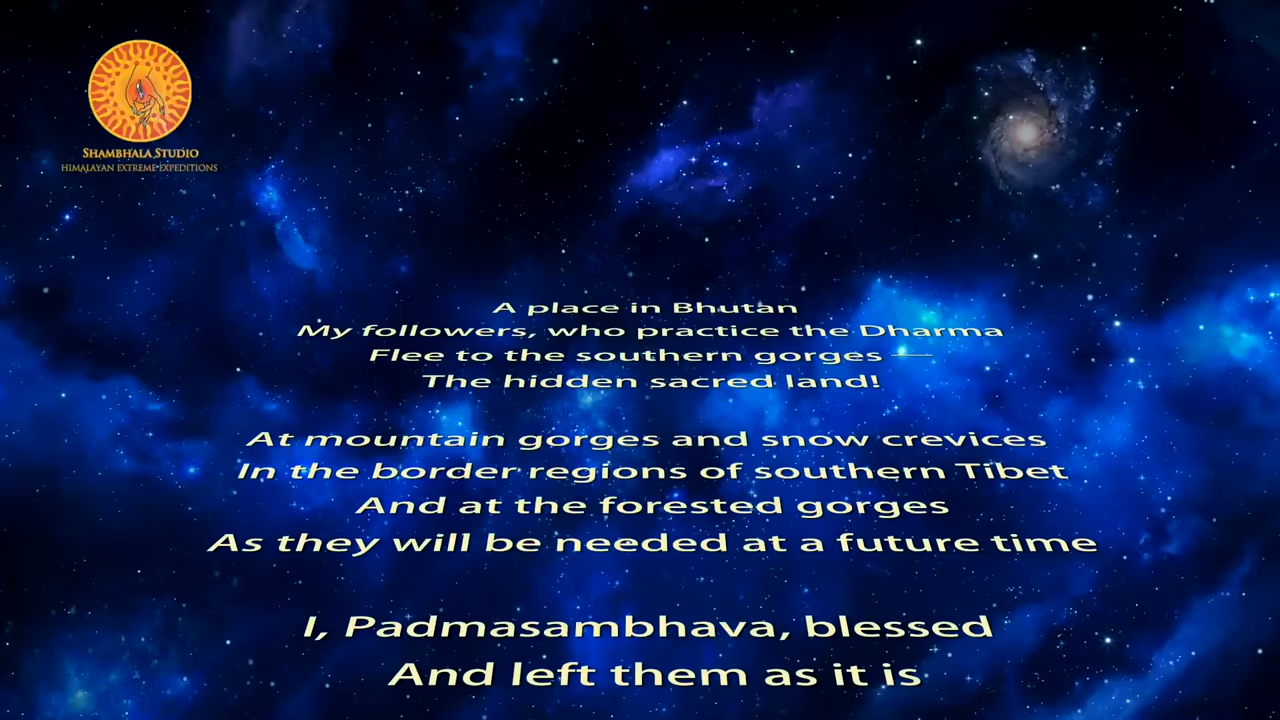 SHAMBHALA STUDIO
HIMALAYAN EXTREME EXPEDITIONS
A place in Bhutan
My followers, who practice the Dharma
Flee to the southern gorges —
The hidden sacred land!
At mountain gorges and snow crevices
In the border regions of southern Tibet
And at the forested gorges
As they will be needed at a future time
I, Padmasambhava, blessed
And left them as it is